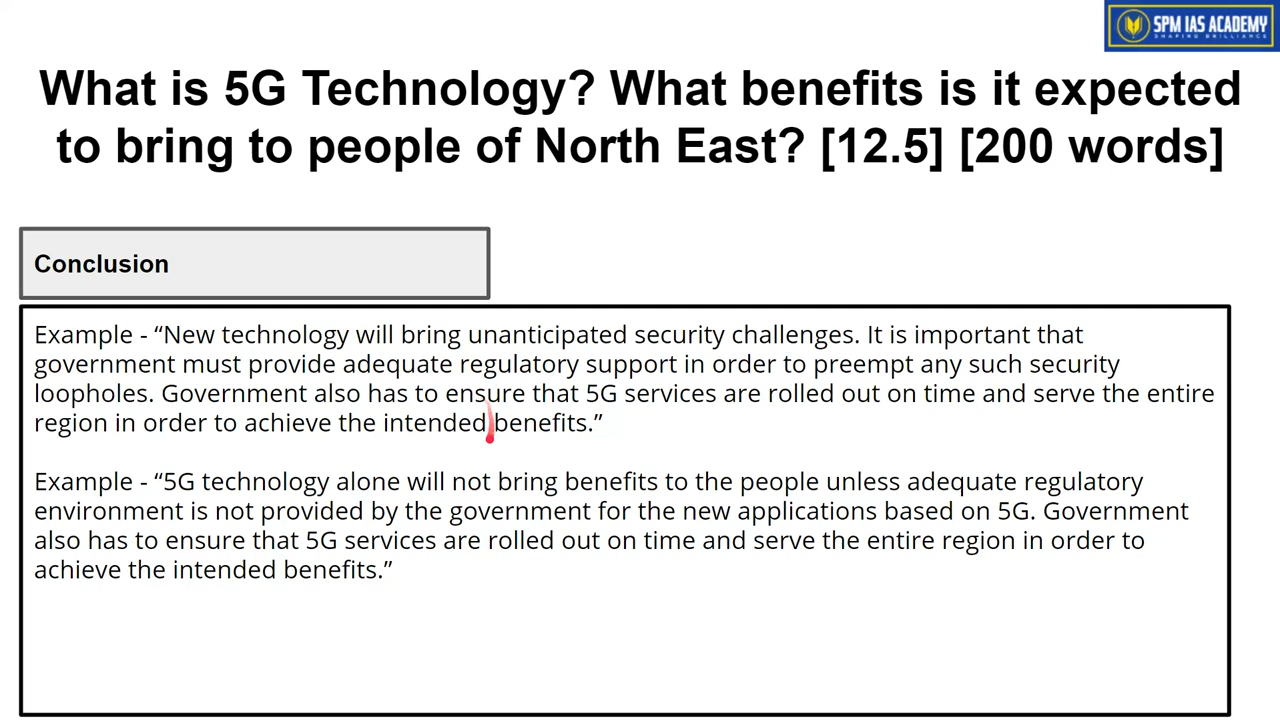 SPM IAS ACADEMY
SHAPING BRILLIANCE
What is 5G Technology? What benefits is it expected
to bring to people of North East? [12.5] [200 words]
Conclusion
Example - “New technology will bring unanticipated security challenges. It is important that
government must provide adequate regulatory support in order to preempt any such security
loopholes. Government also has to ensure that 5G services are rolled out on time and serve the entire
region in order to achieve the intended benefits.”
Example - “5G technology alone will not bring benefits to the people unless adequate regulatory
environment is not provided by the government for the new applications based on 5G. Government
also has to ensure that 5G services are rolled out on time and serve the entire region in order to
achieve the intended benefits.”